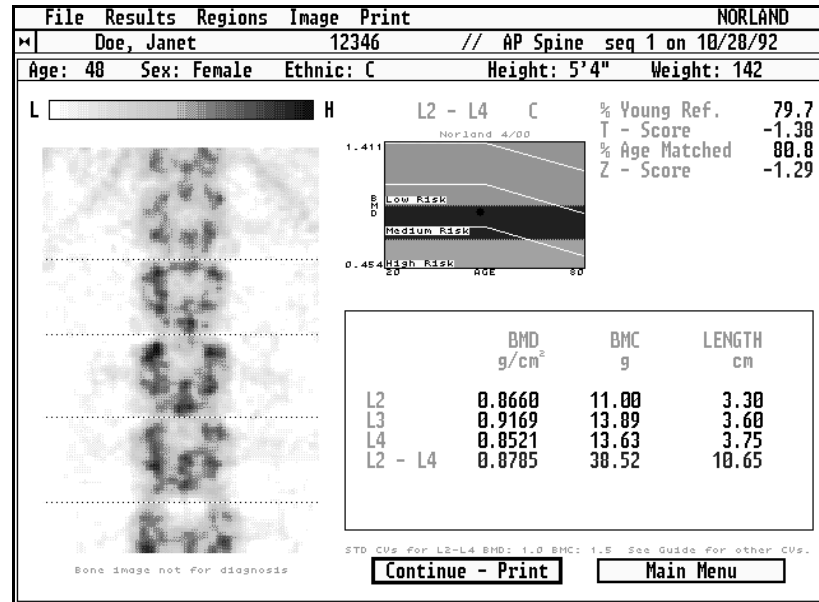 File Results Regions Image Print NORLAND
Doe, Janet 12346 // AP Spine seq 1 on 10/28/92
Age: 48 Sex: Female Ethnic: C Height: 5'4" Weight: 142
L H
L2 - L4 C
Norland 4/00
1.411
BMD
Low Risk
Medium Risk
High Risk
0.454
20 AGE 80
% Young Ref. 79.7
T - Score -1.38
% Age Matched 80.8
Z - Score -1.29
BMD BMC LENGTH
g/cm² g cm
L2 0.8660 11.00 3.30
L3 0.9169 13.89 3.60
L4 0.8521 13.63 3.75
L2 - L4 0.8785 38.52 10.65
STD CVs for L2-L4 BMD: 1.0 BMC: 1.5 See Guide for other CVs.
Bone image not for diagnosis
Continue - Print Main Menu